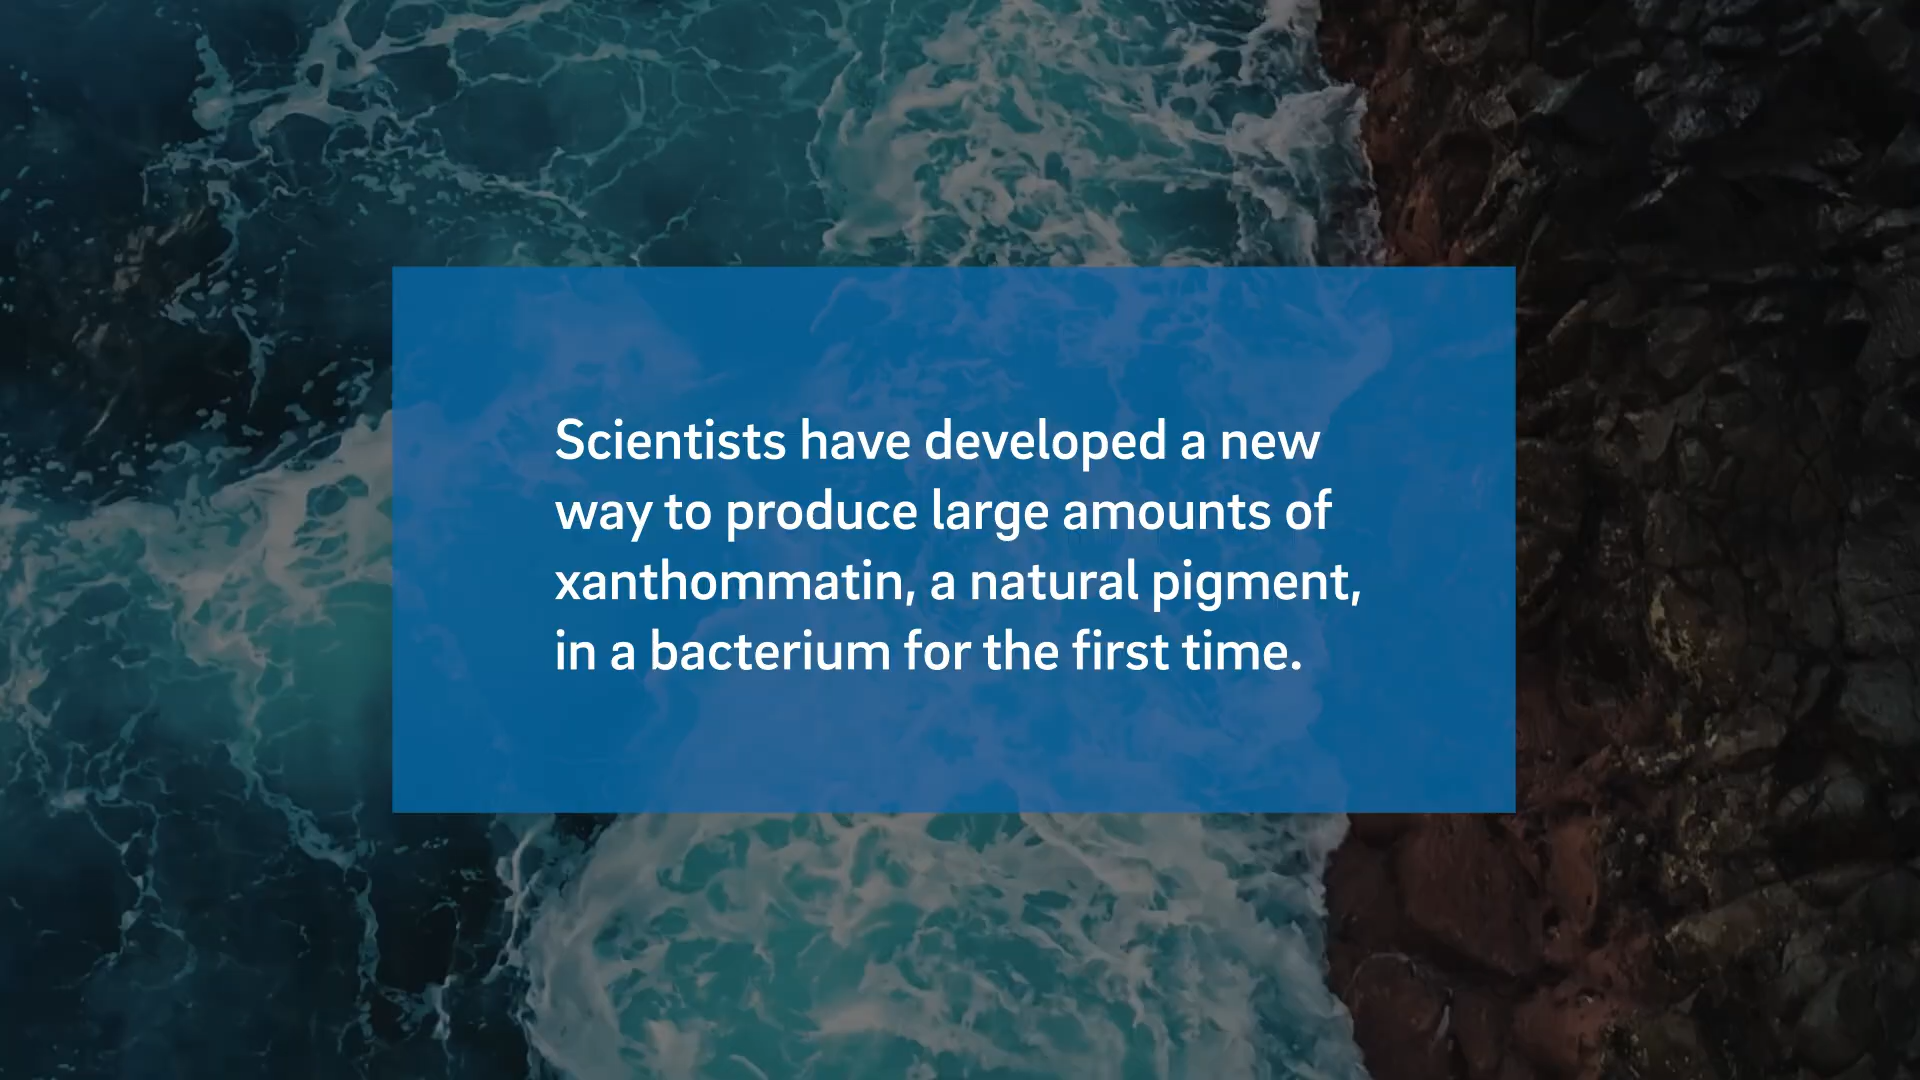 Scientists have developed a new
way to produce large amounts of
xanthommatin, a natural pigment,
in a bacterium for the first time.